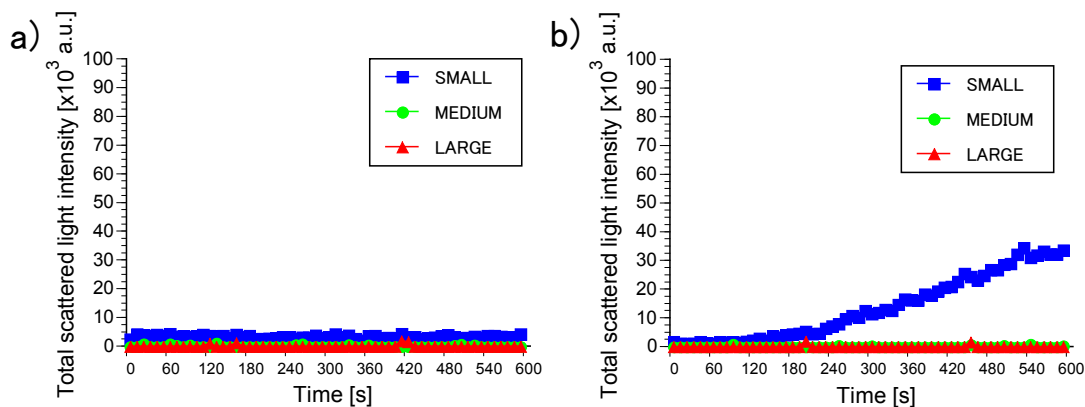 a)
Total scattered light intensity [x10³ a.u.]
100
90
80
70
60
50
40
30
20
10
0
SMALL
MEDIUM
LARGE
0 60 120 180 240 300 360 420 480 540 600
Time [s]
b)
Total scattered light intensity [x10³ a.u.]
100
90
80
70
60
50
40
30
20
10
0
SMALL
MEDIUM
LARGE
0 60 120 180 240 300 360 420 480 540 600
Time [s]